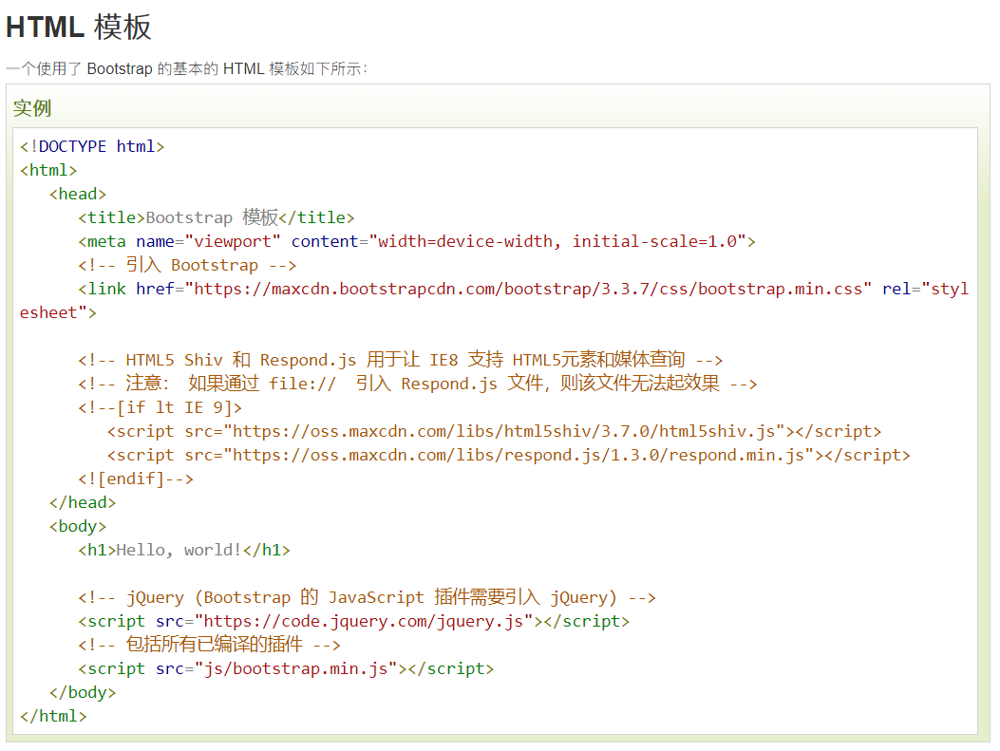 HTML 模板
一个使用了 Bootstrap 的基本的 HTML 模板如下所示：
实例
<!DOCTYPE html>
<html>
   <head>
      <title>Bootstrap 模板</title>
      <meta name="viewport" content="width=device-width, initial-scale=1.0">
      <!-- 引入 Bootstrap -->
      <link href="https://maxcdn.bootstrapcdn.com/bootstrap/3.3.7/css/bootstrap.min.css" rel="styl
esheet">

      <!-- HTML5 Shiv 和 Respond.js 用于让 IE8 支持 HTML5元素和媒体查询 -->
      <!-- 注意： 如果通过 file://  引入 Respond.js 文件，则该文件无法起效果 -->
      <!--[if lt IE 9]>
         <script src="https://oss.maxcdn.com/libs/html5shiv/3.7.0/html5shiv.js"></script>
         <script src="https://oss.maxcdn.com/libs/respond.js/1.3.0/respond.min.js"></script>
      <![endif]-->
   </head>
   <body>
      <h1>Hello, world!</h1>

      <!-- jQuery (Bootstrap 的 JavaScript 插件需要引入 jQuery) -->
      <script src="https://code.jquery.com/jquery.js"></script>
      <!-- 包括所有已编译的插件 -->
      <script src="js/bootstrap.min.js"></script>
   </body>
</html>